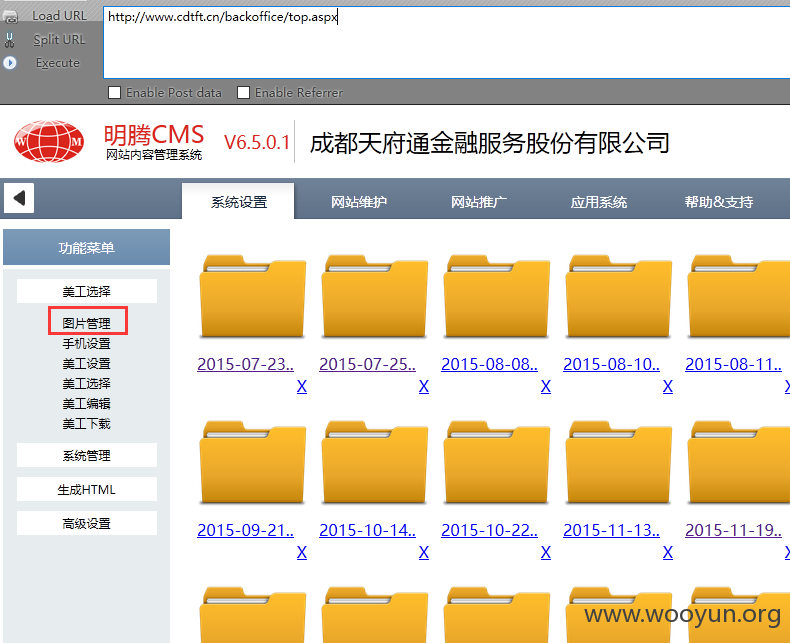 Load URL
http://www.cdtft.cn/backoffice/top.aspx
Split URL
Execute
Enable Post data
Enable Referrer
W M
明腾CMS
网站内容管理系统
V6.5.0.1
成都天府通金融服务股份有限公司
系统设置
网站维护
网站推广
应用系统
帮助&支持
功能菜单
美工选择
图片管理
手机设置
美工设置
美工选择
美工编辑
美工下载
系统管理
生成HTML
高级设置
2015-07-23..
2015-07-25..
2015-08-08..
2015-08-10..
2015-08-11..
X
X
X
X
X
2015-09-21..
2015-10-14..
2015-10-22..
2015-11-13..
2015-11-19..
X
X
X
X
X
www.wooyun.org